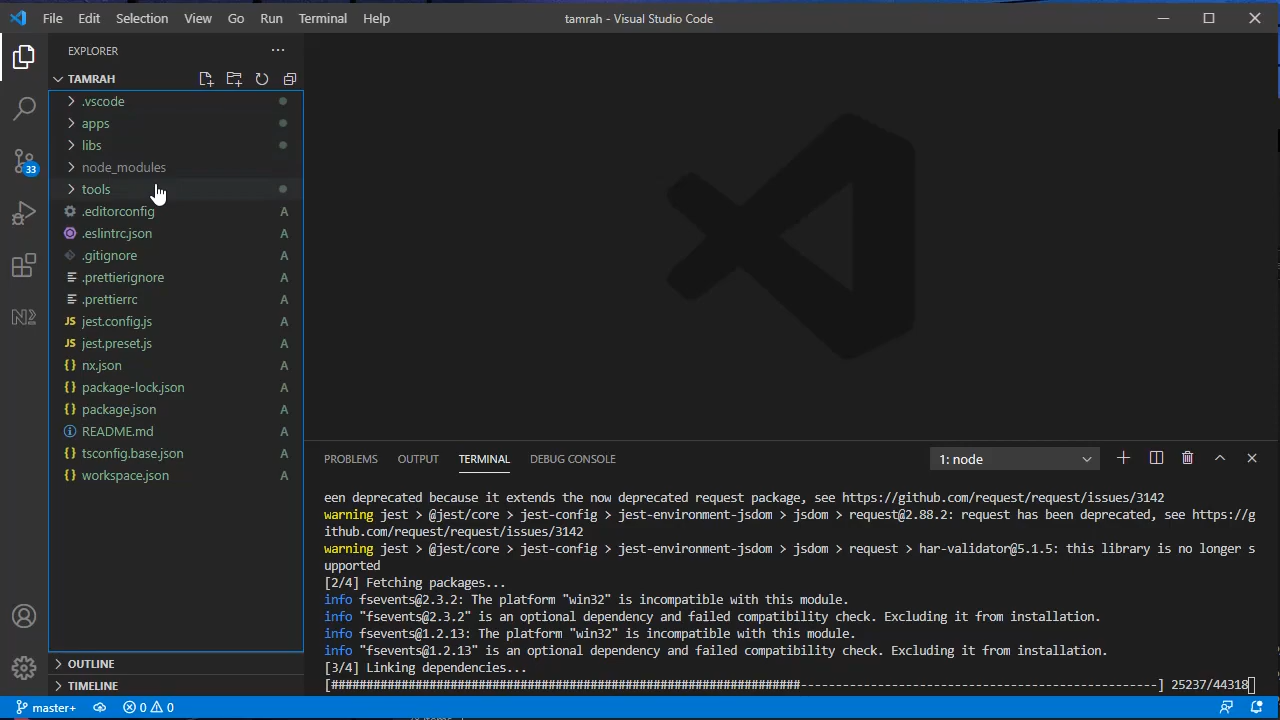 File Edit Selection View Go Run Terminal Help
tamrah - Visual Studio Code
EXPLORER
TAMRAH
.vscode
apps
libs
node_modules
tools
.editorconfig A
.eslintrc.json A
.gitignore A
.prettierignore A
.prettierrc A
JS jest.config.js A
JS jest.preset.js A
{} nx.json A
{} package-lock.json A
{} package.json A
README.md A
{} tsconfig.base.json A
{} workspace.json A
33
OUTLINE
TIMELINE
PROBLEMS OUTPUT TERMINAL DEBUG CONSOLE
1: node
een deprecated because it extends the now deprecated request package, see https://github.com/request/request/issues/3142
warning jest > @jest/core > jest-config > jest-environment-jsdom > jsdom > request@2.88.2: request has been deprecated, see https://g
ithub.com/request/request/issues/3142
warning jest > @jest/core > jest-config > jest-environment-jsdom > jsdom > request > har-validator@5.1.5: this library is no longer s
upported
[2/4] Fetching packages...
info fsevents@2.3.2: The platform "win32" is incompatible with this module.
info "fsevents@2.3.2" is an optional dependency and failed compatibility check. Excluding it from installation.
info fsevents@1.2.13: The platform "win32" is incompatible with this module.
info "fsevents@1.2.13" is an optional dependency and failed compatibility check. Excluding it from installation.
[3/4] Linking dependencies...
[###################################################################---------------------------------------------------] 25237/44318
master+ 0 0